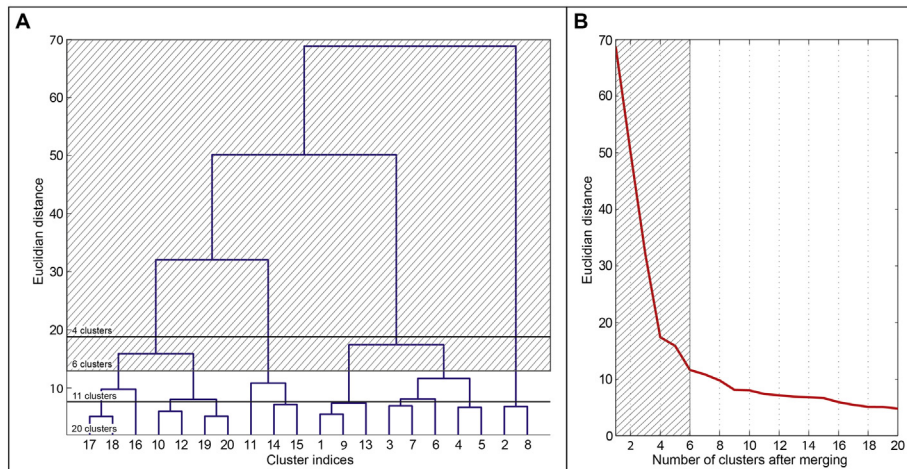 A
70
60
50
40
30
20
10
Euclidian distance
4 clusters
6 clusters
11 clusters
20 clusters
17 18 16 10 12 19 20 11 14 15 1 9 13 3 7 6 4 5 2 8
Cluster indices
B
70
60
50
40
30
20
10
0
Euclidian distance
2 4 6 8 10 12 14 16 18 20
Number of clusters after merging